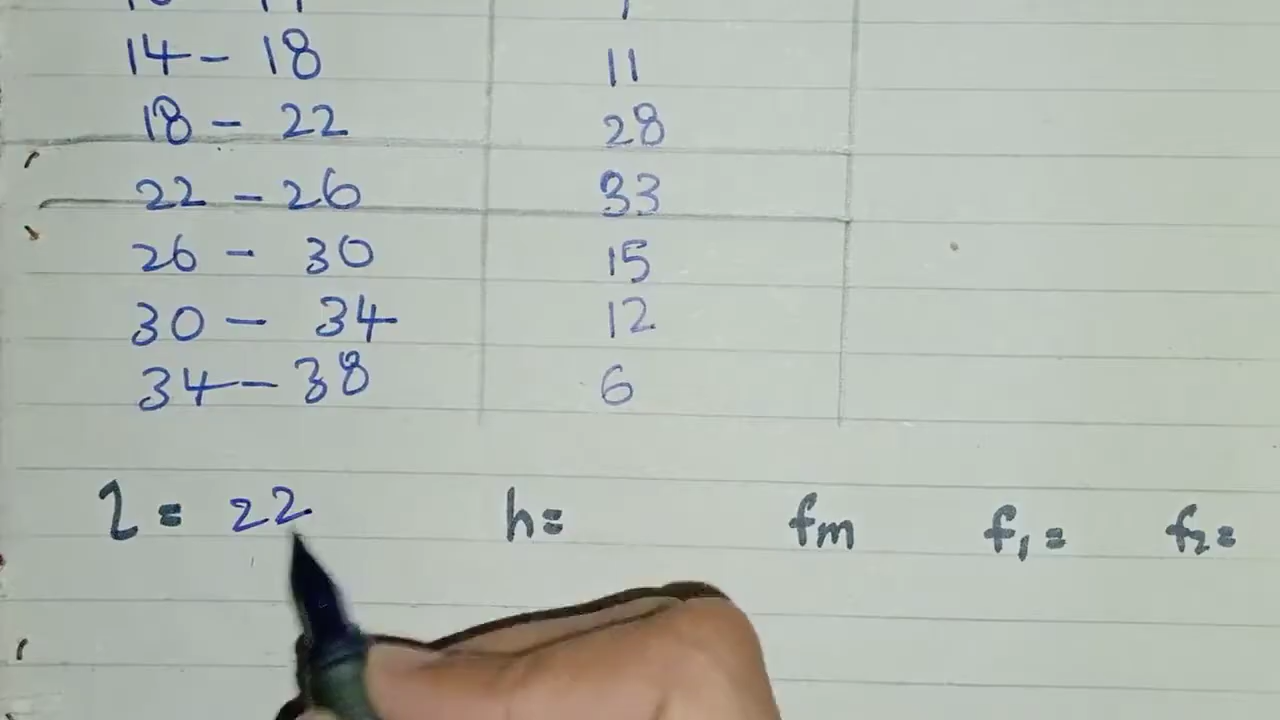 14 - 18 11
18 - 22 28
22 - 26 33
26 - 30 15
30 - 34 12
34 - 38 6
l = 22 h = fm f₁ = f₂ =